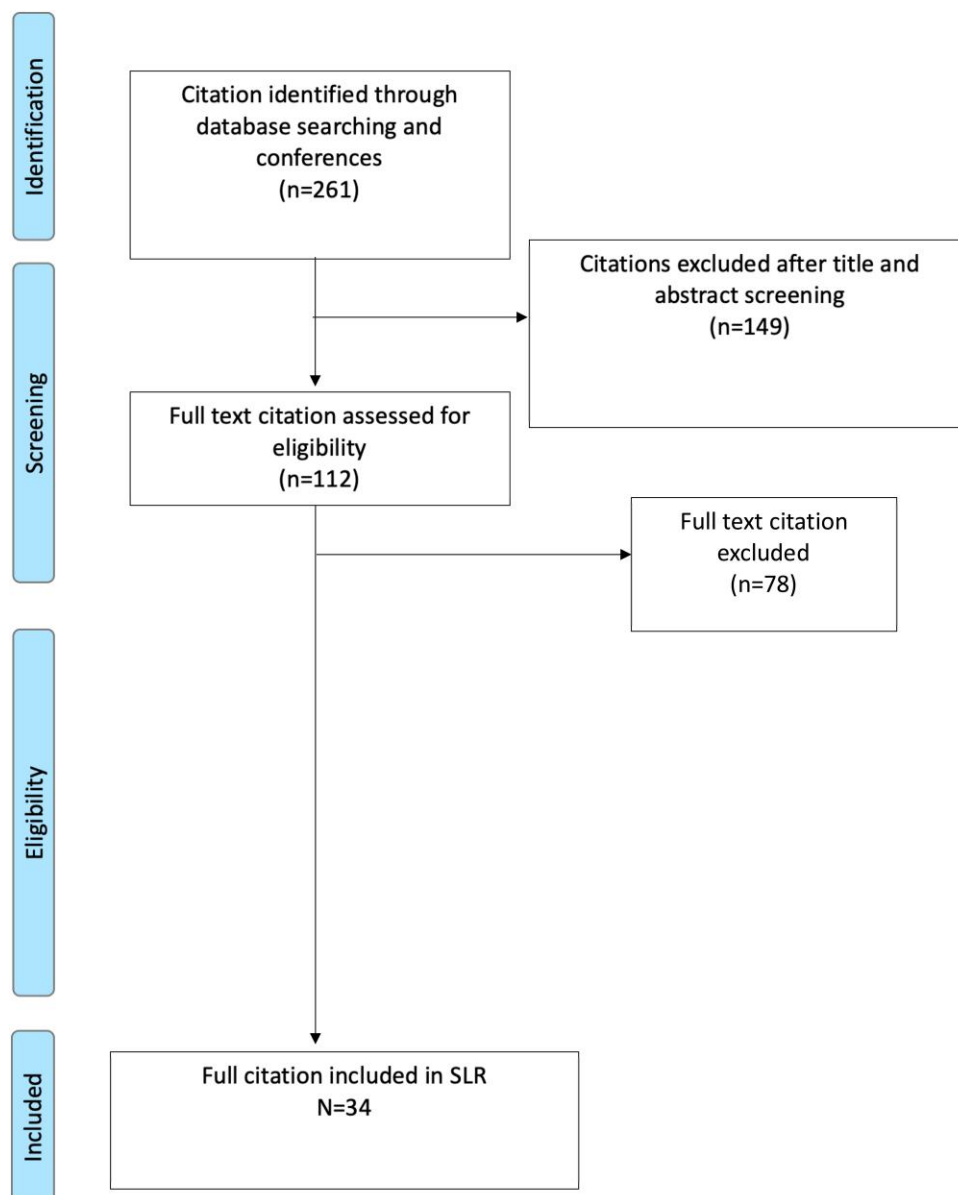 Identification
Citation identified through
database searching and
conferences
(n=261)
Citations excluded after title and
abstract screening
(n=149)
Screening
Full text citation assessed for
eligibility
(n=112)
Full text citation
excluded
(n=78)
Eligibility
Included
Full citation included in SLR
N=34